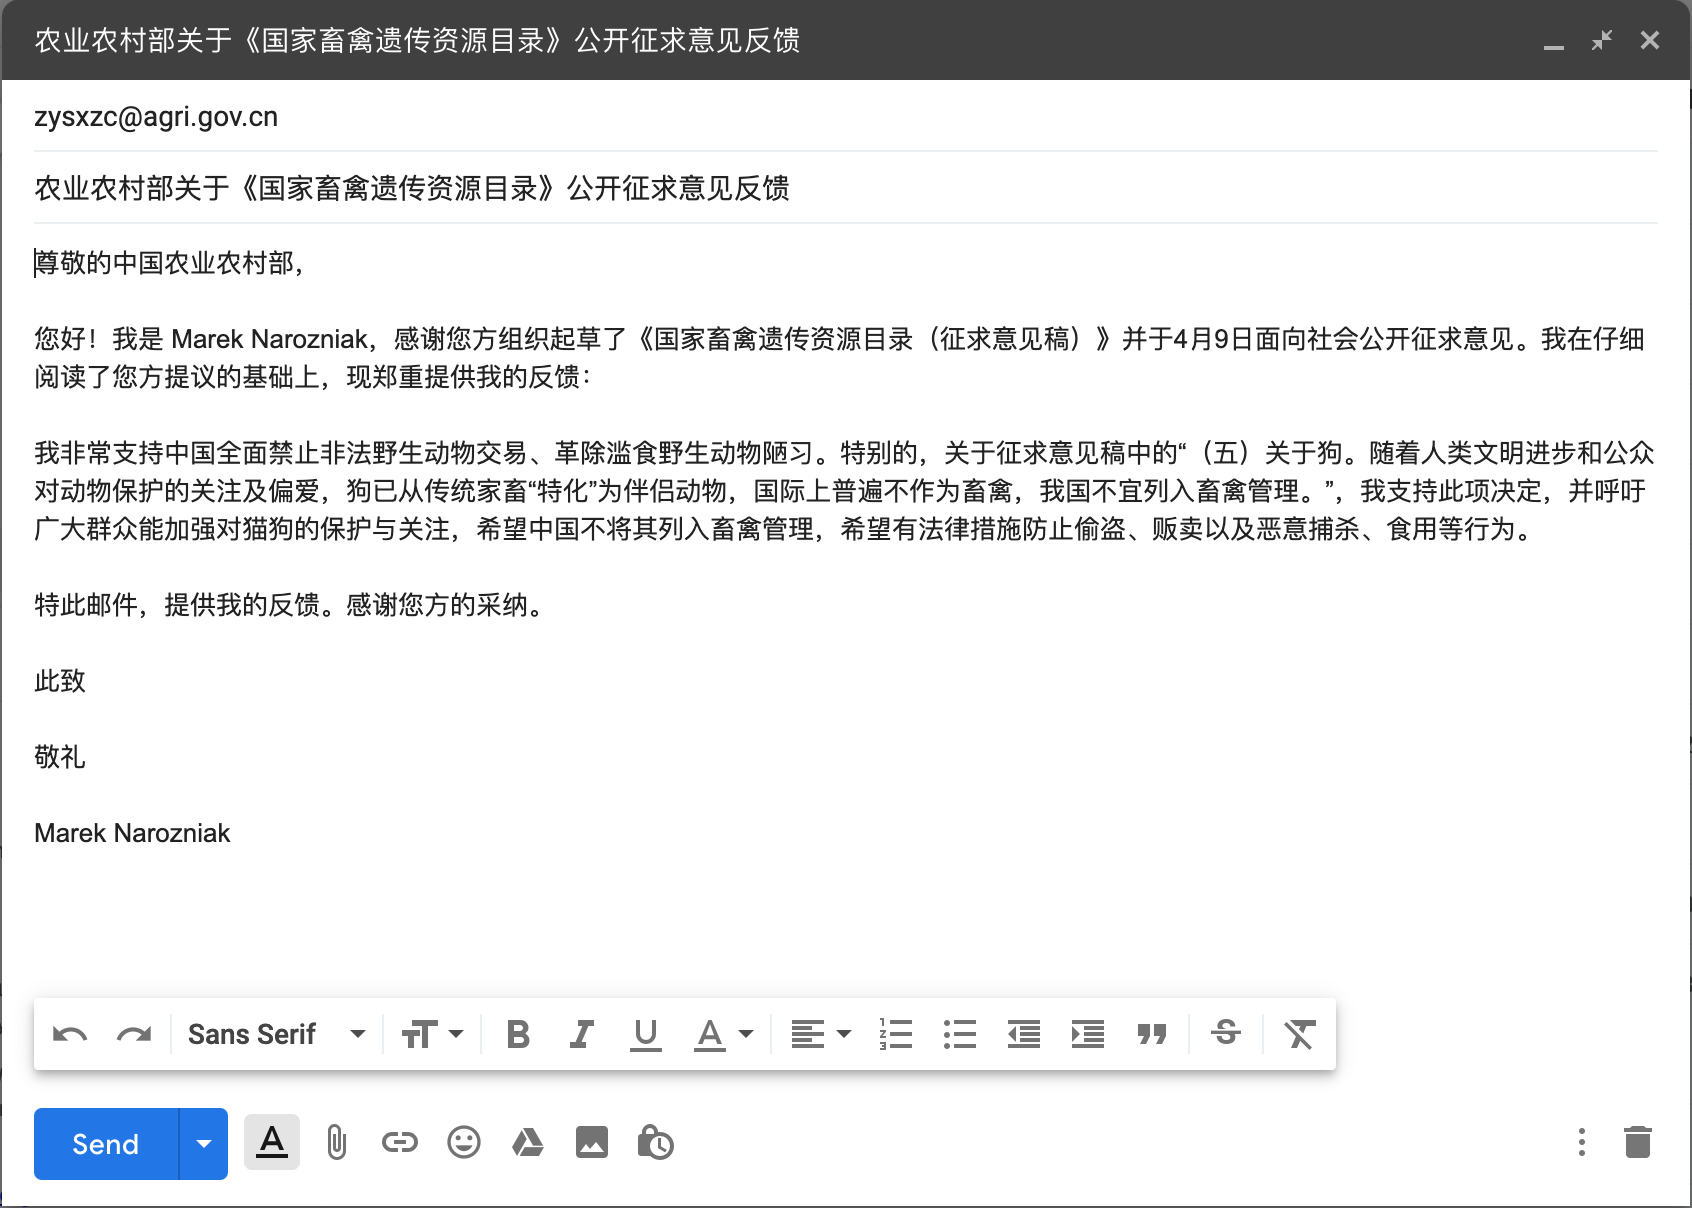 农业农村部关于《国家畜禽遗传资源目录》公开征求意见反馈
zysxzc@agri.gov.cn
农业农村部关于《国家畜禽遗传资源目录》公开征求意见反馈
尊敬的中国农业农村部，
您好！我是 Marek Narozniak，感谢您方组织起草了《国家畜禽遗传资源目录（征求意见稿）》并于4月9日面向社会公开征求意见。我在仔细
阅读了您方提议的基础上，现郑重提供我的反馈：
我非常支持中国全面禁止非法野生动物交易、革除滥食野生动物陋习。特别的，关于征求意见稿中的“（五）关于狗。随着人类文明进步和公众
对动物保护的关注及偏爱，狗已从传统家畜“特化”为伴侣动物，国际上普遍不作为畜禽，我国不宜列入畜禽管理。”，我支持此项决定，并呼吁
广大群众能加强对猫狗的保护与关注，希望中国不将其列入畜禽管理，希望有法律措施防止偷盗、贩卖以及恶意捕杀、食用等行为。
特此邮件，提供我的反馈。感谢您方的采纳。
此致
敬礼
Marek Narozniak
Sans Serif
Send